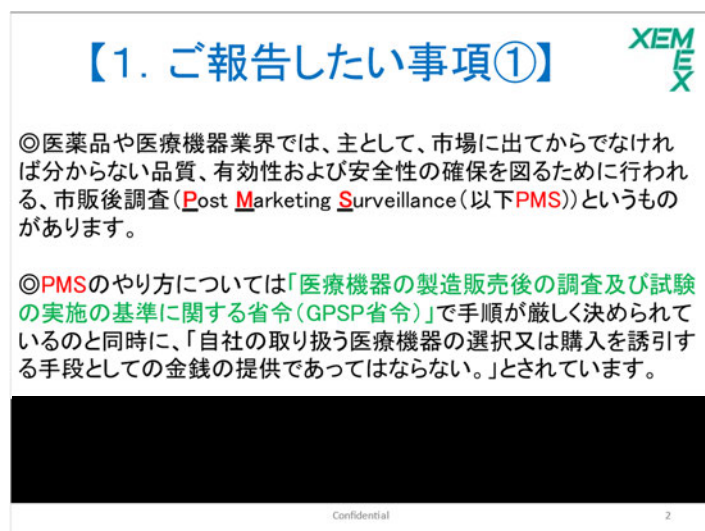 【1．ご報告したい事項①】
XEM
E
X
◎医薬品や医療機器業界では、主として、市場に出てからでなけれ
ば分からない品質、有効性および安全性の確保を図るために行われ
る、市販後調査（Post Marketing Surveillance（以下PMS））というもの
があります。
◎PMSのやり方については「医療機器の製造販売後の調査及び試験
の実施の基準に関する省令（GPSP省令）」で手順が厳しく決められて
いるのと同時に、「自社の取り扱う医療機器の選択又は購入を誘引す
る手段としての金銭の提供であってはならない。」とされています。
Confidential
2